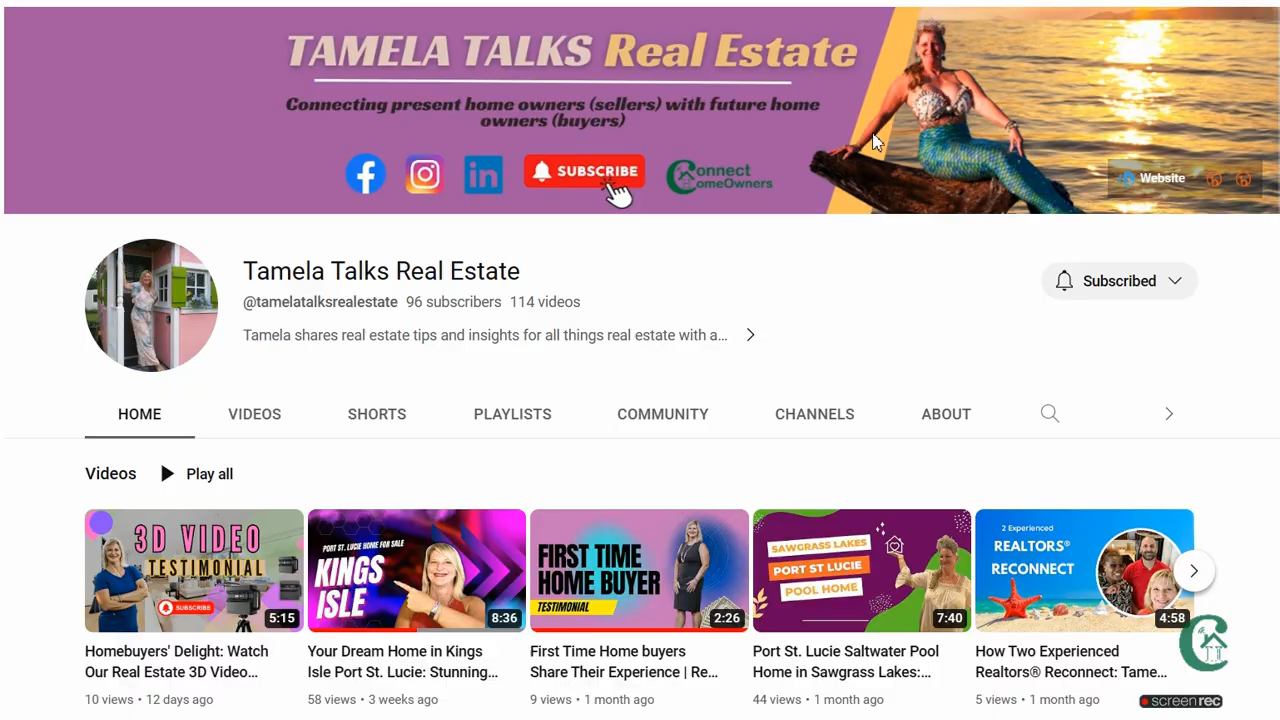 TAMELA TALKS Real Estate
Connecting present home owners (sellers) with future home
owners (buyers)
SUBSCRIBE
Connect
HomeOwners
Website
Tamela Talks Real Estate
@tamelatalksrealestate 96 subscribers 114 videos
Tamela shares real estate tips and insights for all things real estate with a...
Subscribed
HOME VIDEOS SHORTS PLAYLISTS COMMUNITY CHANNELS ABOUT
Videos Play all
3D VIDEO
TESTIMONIAL
SUBSCRIBE
5:15
PORT ST. LUCIE HOME FOR SALE
KINGS
ISLE
8:36
FIRST TIME
HOME BUYER
TESTIMONIAL
2:26
SAWGRASS LAKES
PORT ST LUCIE
POOL HOME
7:40
2 Experienced
REALTORS®
RECONNECT
4:58
Homebuyers' Delight: Watch
Our Real Estate 3D Video...
10 views • 12 days ago
Your Dream Home in Kings
Isle Port St. Lucie: Stunning...
58 views • 3 weeks ago
First Time Home buyers
Share Their Experience | Re...
9 views • 1 month ago
Port St. Lucie Saltwater Pool
Home in Sawgrass Lakes:...
44 views • 1 month ago
How Two Experienced
Realtors® Reconnect: Tame...
5 views • 1 month ago
screenrec